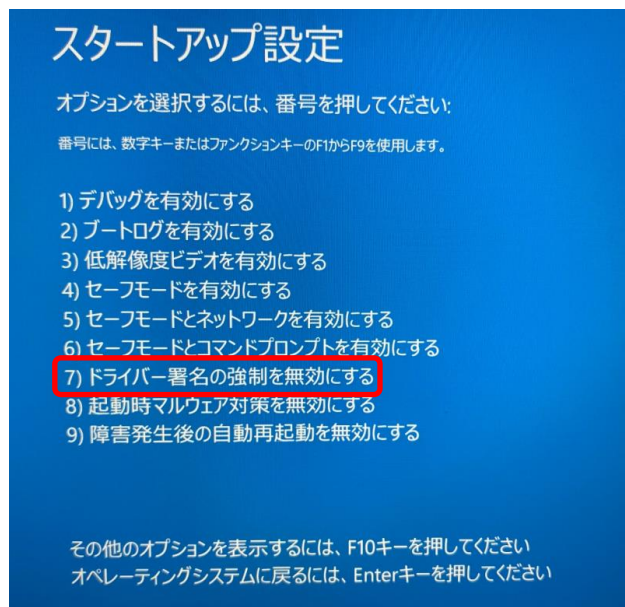 スタートアップ設定
オプションを選択するには、番号を押してください:
番号には、数字キーまたはファンクションキーのF1からF9を使用します。
1) デバッグを有効にする
2) ブートログを有効にする
3) 低解像度ビデオを有効にする
4) セーフモードを有効にする
5) セーフモードとネットワークを有効にする
6) セーフモードとコマンドプロンプトを有効にする
7) ドライバー署名の強制を無効にする
8) 起動時マルウェア対策を無効にする
9) 障害発生後の自動再起動を無効にする
その他のオプションを表示するには、F10キーを押してください
オペレーティングシステムに戻るには、Enterキーを押してください